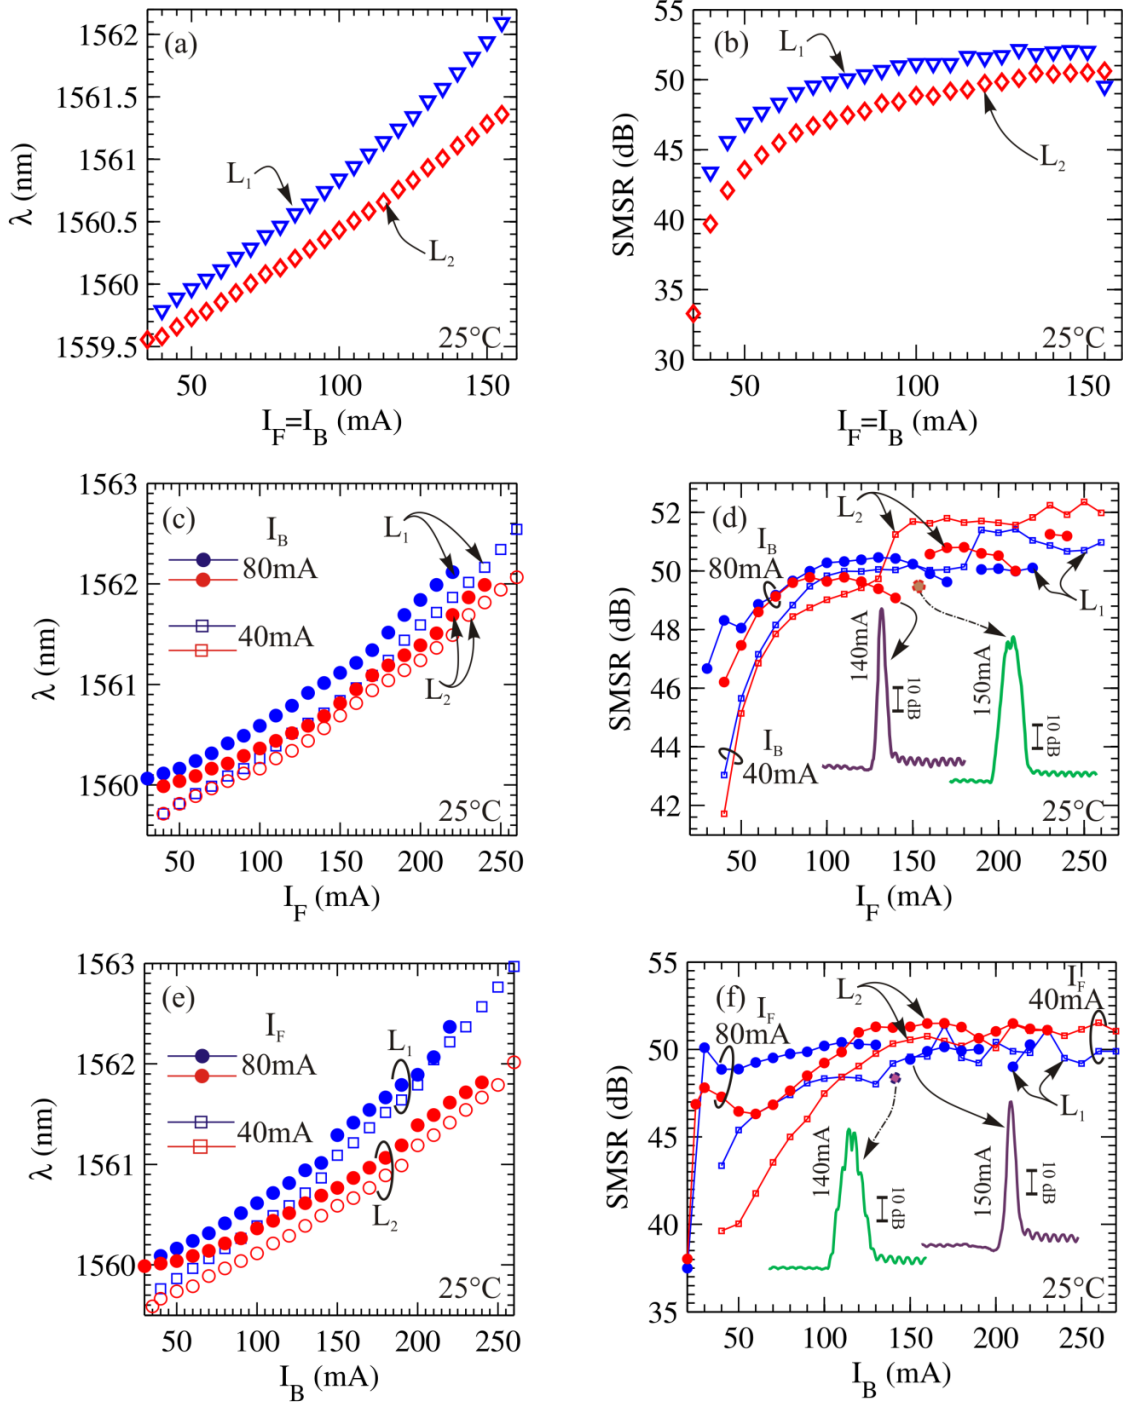 (a)
λ (nm)
1562
1561.5
1561
1560.5
1560
1559.5
L1
L2
25°C
50
100
150
IF=IB (mA)
(b)
SMSR (dB)
55
50
45
40
35
30
L1
L2
25°C
50
100
150
IF=IB (mA)
(c)
λ (nm)
1563
1562
1561
1560
IB
80mA
40mA
L1
L2
25°C
50
100
150
200
250
IF (mA)
(d)
SMSR (dB)
52
50
48
46
44
42
IB
80mA
L2
L1
140mA
10 dB
150mA
10 dB
IB
40mA
25°C
50
100
150
200
250
IF (mA)
(e)
λ (nm)
1563
1562
1561
1560
IF
80mA
40mA
L1
L2
25°C
50
100
150
200
250
IB (mA)
(f)
SMSR (dB)
55
50
45
40
35
IF
80mA
L2
IF
40mA
L1
140mA
10 dB
150mA
10 dB
25°C
50
100
150
200
250
IB (mA)